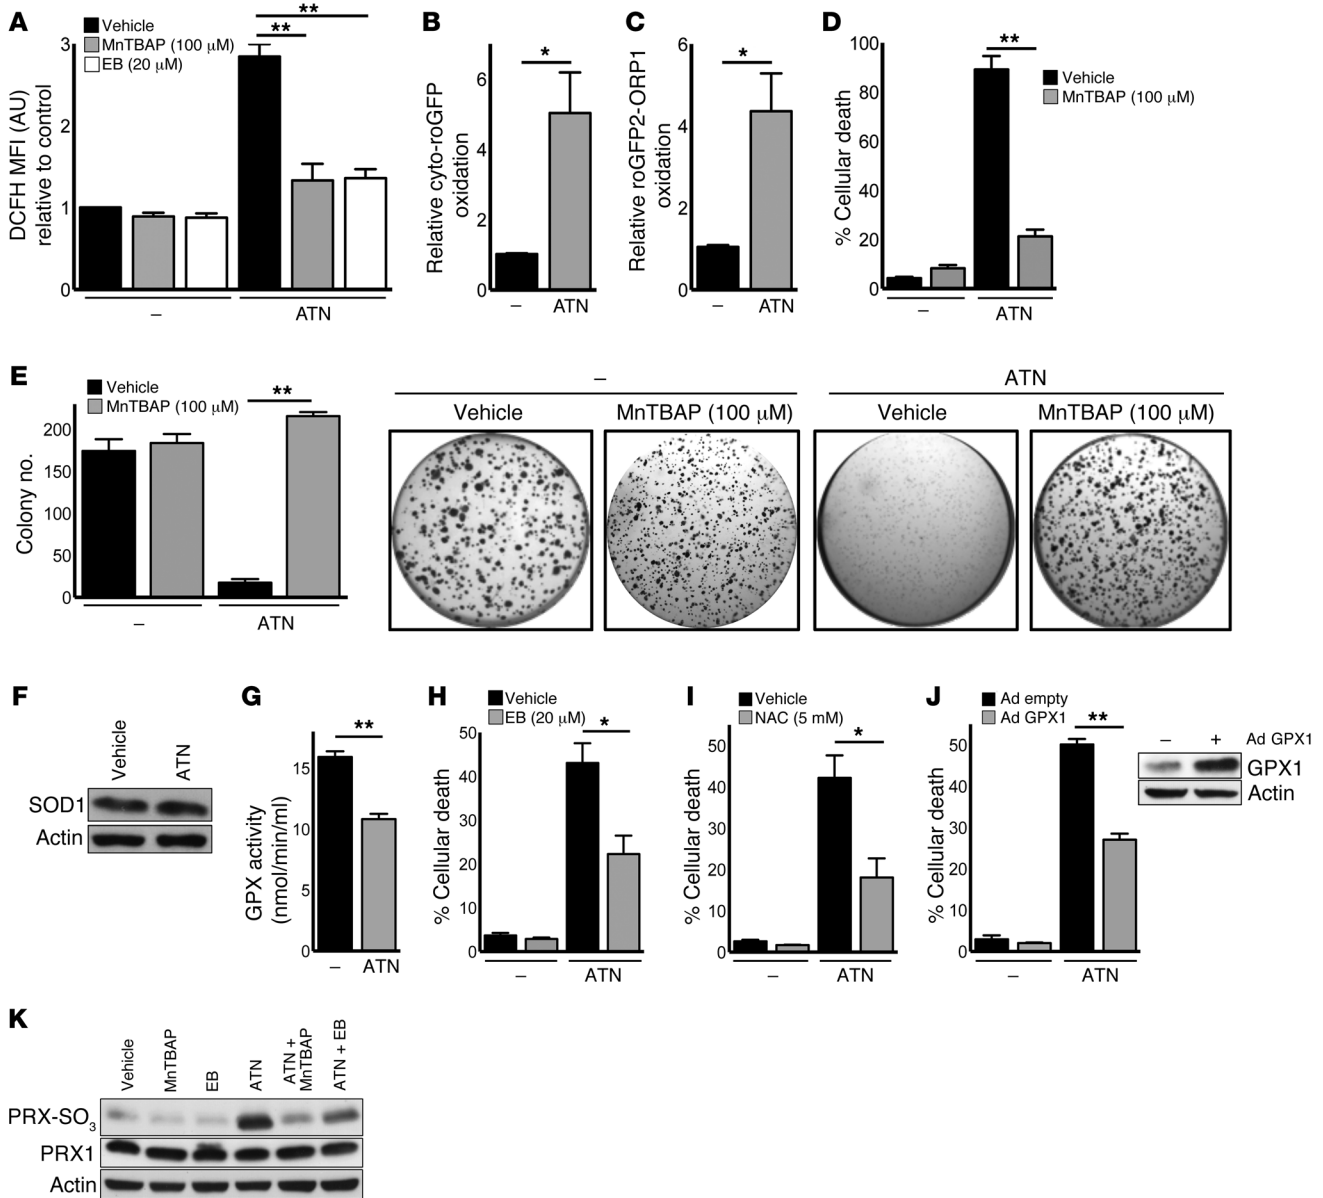 A
Vehicle
MnTBAP (100 µM)
EB (20 µM)
**
**
DCFH MFI (AU)
relative to control
3
2
1
0
–
ATN
B
*
Relative cyto-roGFP
oxidation
6
4
2
0
–
ATN
C
*
Relative roGFP2-ORP1
oxidation
6
4
2
0
–
ATN
D
**
Vehicle
MnTBAP (100 µM)
% Cellular death
100
80
60
40
20
0
–
ATN
E
Vehicle
MnTBAP (100 µM)
**
Colony no.
200
150
100
50
0
–
ATN
–
ATN
Vehicle
MnTBAP (100 µM)
Vehicle
MnTBAP (100 µM)
F
Vehicle
ATN
SOD1
Actin
G
**
GPX activity
(nmol/min/ml)
15
10
5
0
–
ATN
H
Vehicle
EB (20 µM)
*
% Cellular death
50
40
30
20
10
0
–
ATN
I
Vehicle
NAC (5 mM)
*
% Cellular death
50
40
30
20
10
0
–
ATN
J
Ad empty
Ad GPX1
**
% Cellular death
50
40
30
20
10
0
–
ATN
– + Ad GPX1
GPX1
Actin
K
Vehicle
MnTBAP
EB
ATN
ATN +
MnTBAP
ATN + EB
PRX-SO3
PRX1
Actin